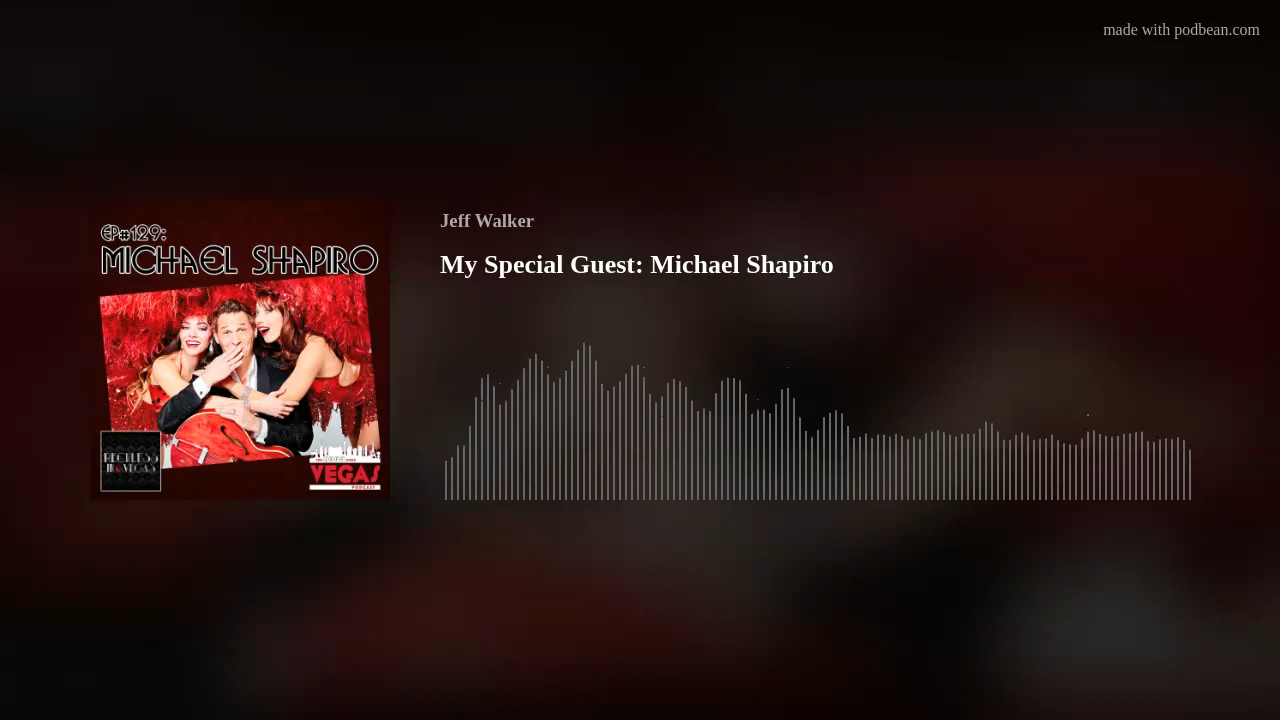 made with podbean.com
Jeff Walker
My Special Guest: Michael Shapiro
EP#129:
MICHAEL SHAPIRO
RECKLESS
IN VEGAS
VEGAS
PODCAST